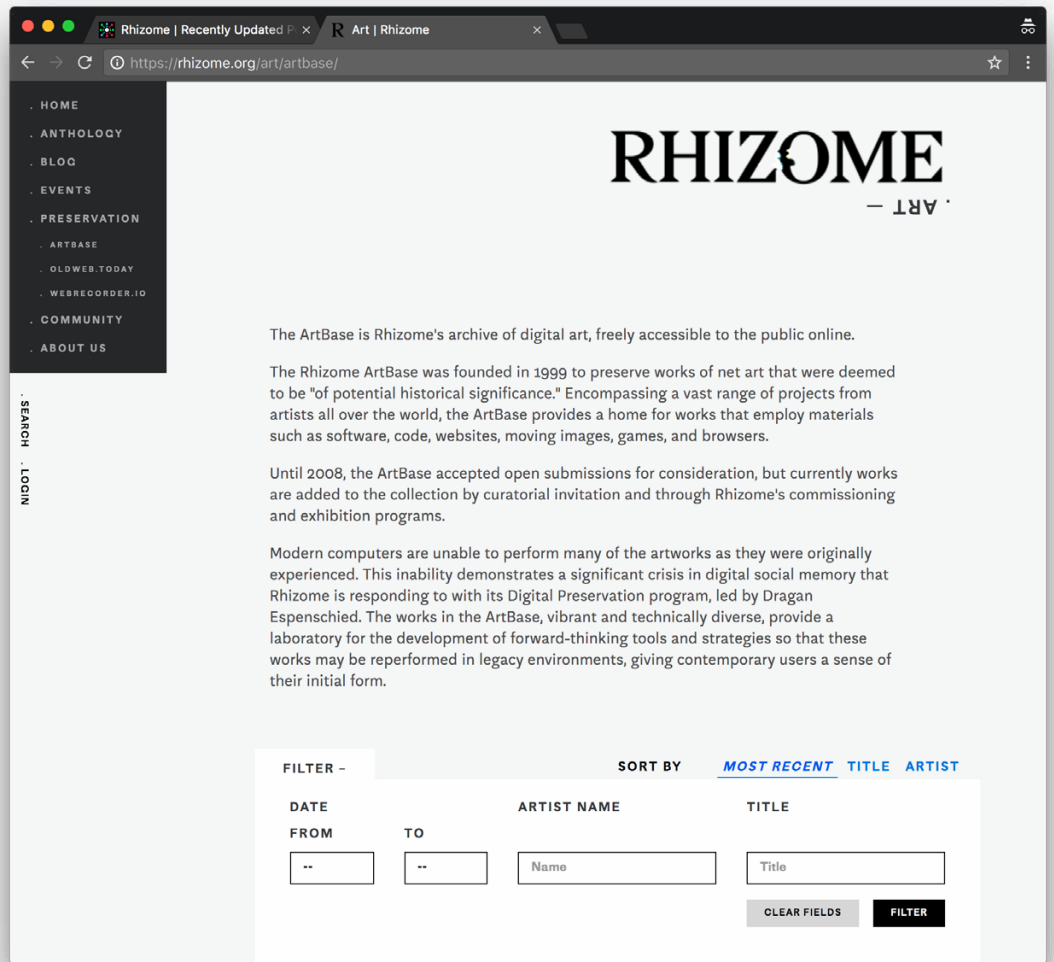 Rhizome | Recently Updated P
Art | Rhizome
https://rhizome.org/art/artbase/
. HOME
. ANTHOLOGY
. BLOG
. EVENTS
. PRESERVATION
. ARTBASE
. OLDWEB.TODAY
. WEBRECORDER.IO
. COMMUNITY
. ABOUT US
. SEARCH
. LOGIN
RHIZOME
. ART —
The ArtBase is Rhizome's archive of digital art, freely accessible to the public online.
The Rhizome ArtBase was founded in 1999 to preserve works of net art that were deemed
to be "of potential historical significance." Encompassing a vast range of projects from
artists all over the world, the ArtBase provides a home for works that employ materials
such as software, code, websites, moving images, games, and browsers.
Until 2008, the ArtBase accepted open submissions for consideration, but currently works
are added to the collection by curatorial invitation and through Rhizome's commissioning
and exhibition programs.
Modern computers are unable to perform many of the artworks as they were originally
experienced. This inability demonstrates a significant crisis in digital social memory that
Rhizome is responding to with its Digital Preservation program, led by Dragan
Espenschied. The works in the ArtBase, vibrant and technically diverse, provide a
laboratory for the development of forward-thinking tools and strategies so that these
works may be reperformed in legacy environments, giving contemporary users a sense of
their initial form.
FILTER –
SORT BY MOST RECENT TITLE ARTIST
DATE ARTIST NAME TITLE
FROM TO
-- -- Name Title
CLEAR FIELDS FILTER